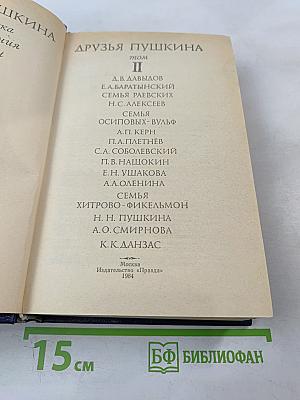 ПУШКИНА
ДРУЗЬЯ ПУШКИНА
том
II
Д.В. ДАВЫДОВ
Е.А. БАРАТЫНСКИЙ
СЕМЬЯ РАЕВСКИХ
Н.С. АЛЕКСЕЕВ
СЕМЬЯ
ОСИПОВЫХ-ВУЛЬФ
А.П. КЕРН
П.А. ПЛЕТНЁВ
С.А. СОБОЛЕВСКИЙ
П.В. НАЩОКИН
Е.Н. УШАКОВА
А.А. ОЛЕНИНА
СЕМЬЯ
ХИТРОВО-ФИКЕЛЬМОН
Н.Н. ПУШКИНА
А.О. СМИРНОВА
К.К. ДАНЗАС
Москва
Издательство «Правда»
1984
15 см
БФ БИБЛИОФАН